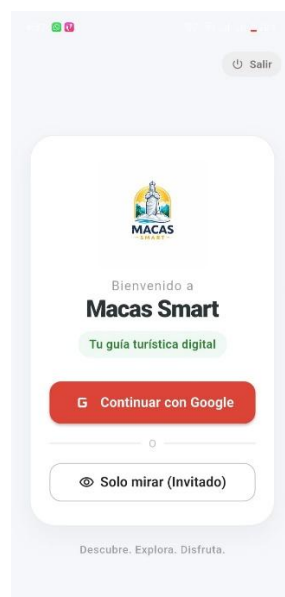 Salir
MACAS
SMART
Bienvenido a
Macas Smart
Tu guía turística digital
G Continuar con Google
O
Solo mirar (Invitado)
Descubre. Explora. Disfruta.